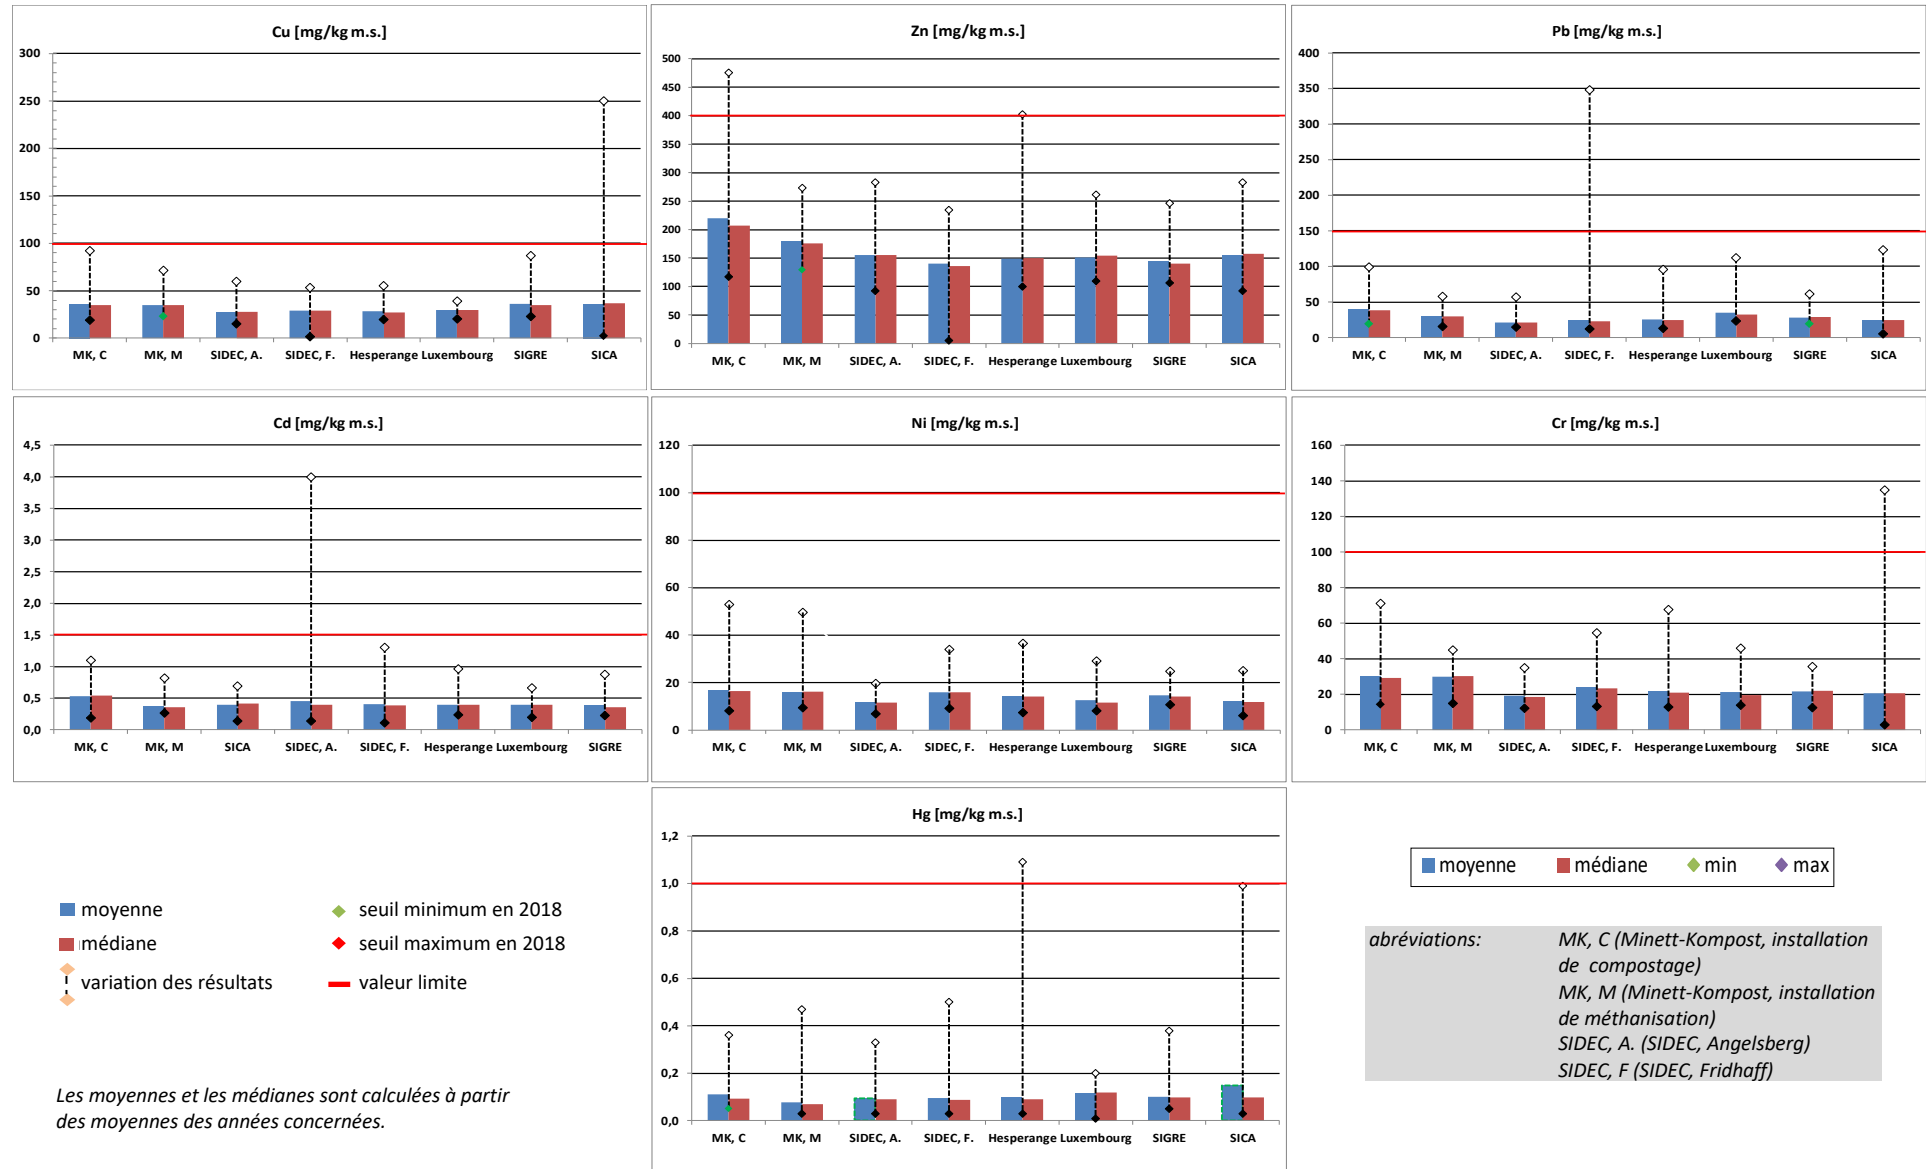 Cu [mg/kg m.s.]
300
250
200
150
100
50
0
MK, C MK, M SIDEC, A. SIDEC, F. Hesperange Luxembourg SIGRE SICA
Zn [mg/kg m.s.]
500
450
400
350
300
250
200
150
100
50
0
MK, C MK, M SIDEC, A. SIDEC, F. Hesperange Luxembourg SIGRE SICA
Pb [mg/kg m.s.]
400
350
300
250
200
150
100
50
0
MK, C MK, M SIDEC, A. SIDEC, F. Hesperange Luxembourg SIGRE SICA
Cd [mg/kg m.s.]
4,5
4,0
3,5
3,0
2,5
2,0
1,5
1,0
0,5
0,0
MK, C MK, M SICA SIDEC, A. SIDEC, F. Hesperange Luxembourg SIGRE
Ni [mg/kg m.s.]
120
100
80
60
40
20
0
MK, C MK, M SIDEC, A. SIDEC, F. Hesperange Luxembourg SIGRE SICA
Cr [mg/kg m.s.]
160
140
120
100
80
60
40
20
0
MK, C MK, M SIDEC, A. SIDEC, F. Hesperange Luxembourg SIGRE SICA
Hg [mg/kg m.s.]
1,2
1,0
0,8
0,6
0,4
0,2
0,0
MK, C MK, M SIDEC, A. SIDEC, F. Hesperange Luxembourg SIGRE SICA
moyenne
médiane
variation des résultats
seuil minimum en 2018
seuil maximum en 2018
valeur limite
Les moyennes et les médianes sont calculées à partir
des moyennes des années concernées.
moyenne médiane min max
abréviations: MK, C (Minett-Kompost, installation
de compostage)
MK, M (Minett-Kompost, installation
de méthanisation)
SIDEC, A. (SIDEC, Angelsberg)
SIDEC, F (SIDEC, Fridhaff)